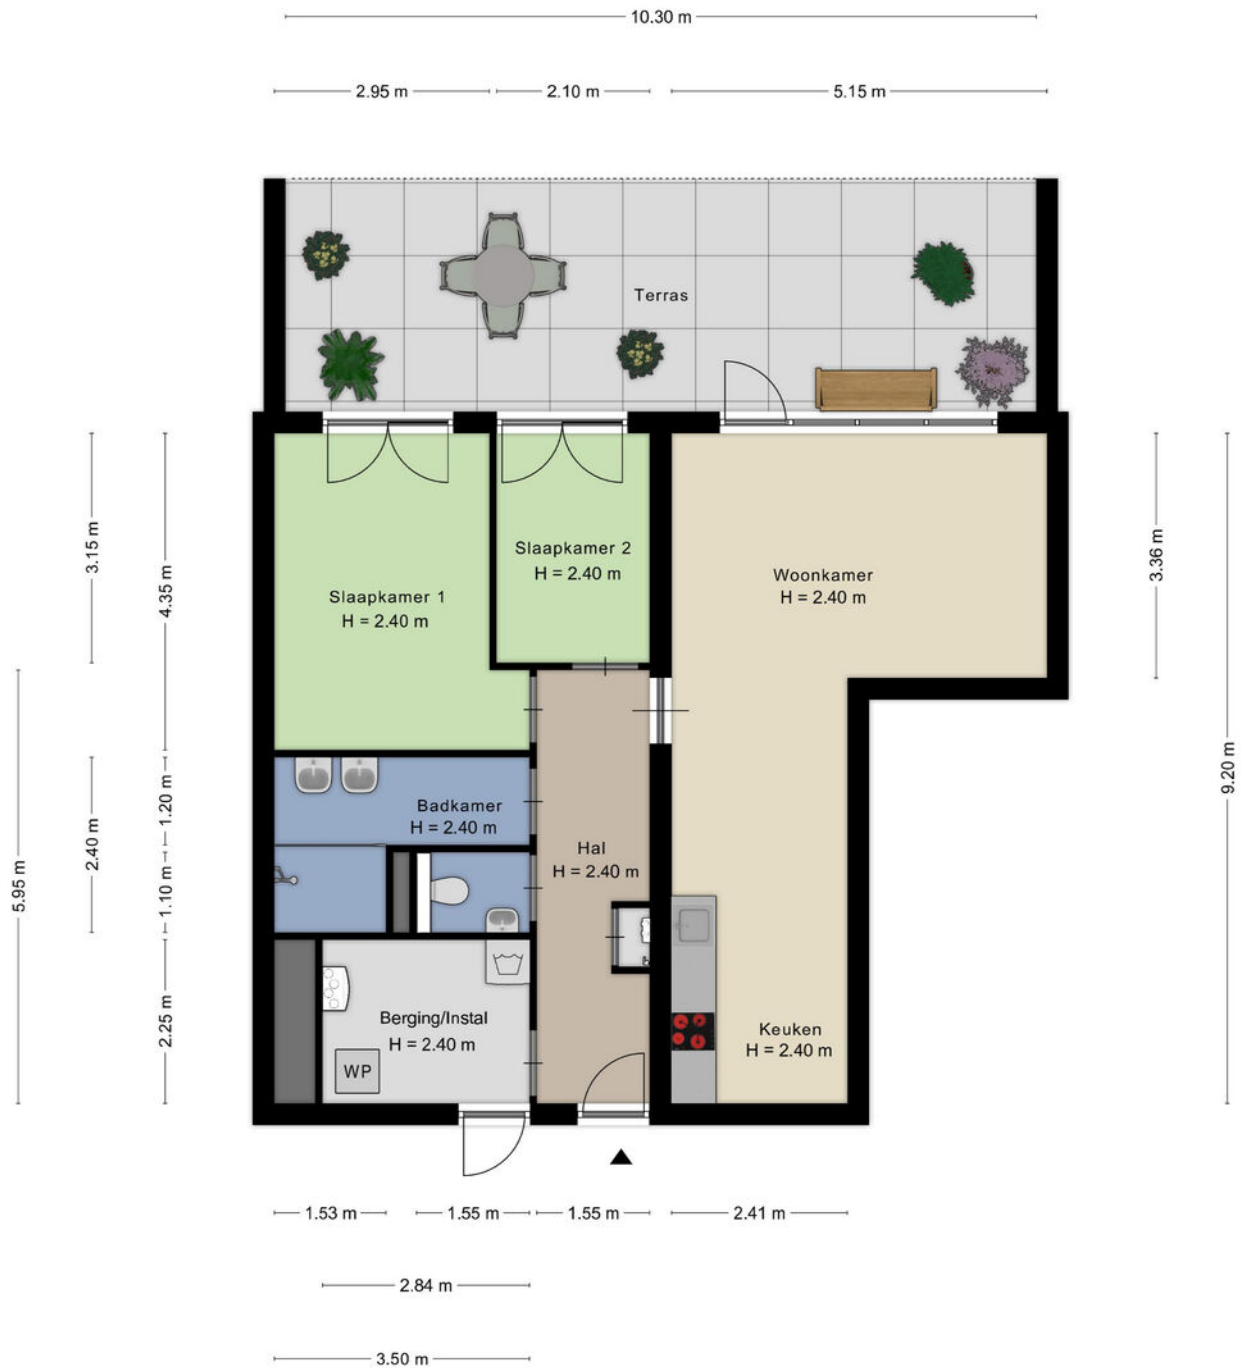 10.30 m
2.95 m
2.10 m
5.15 m
Terras
3.15 m
4.35 m
3.36 m
Slaapkamer 2
H = 2.40 m
Slaapkamer 1
H = 2.40 m
Woonkamer
H = 2.40 m
9.20 m
1.20 m
2.40 m
Badkamer
H = 2.40 m
Hal
H = 2.40 m
5.95 m
1.10 m
2.25 m
Berging/Instal
H = 2.40 m
WP
Keuken
H = 2.40 m
1.53 m
1.55 m
1.55 m
2.41 m
2.84 m
3.50 m